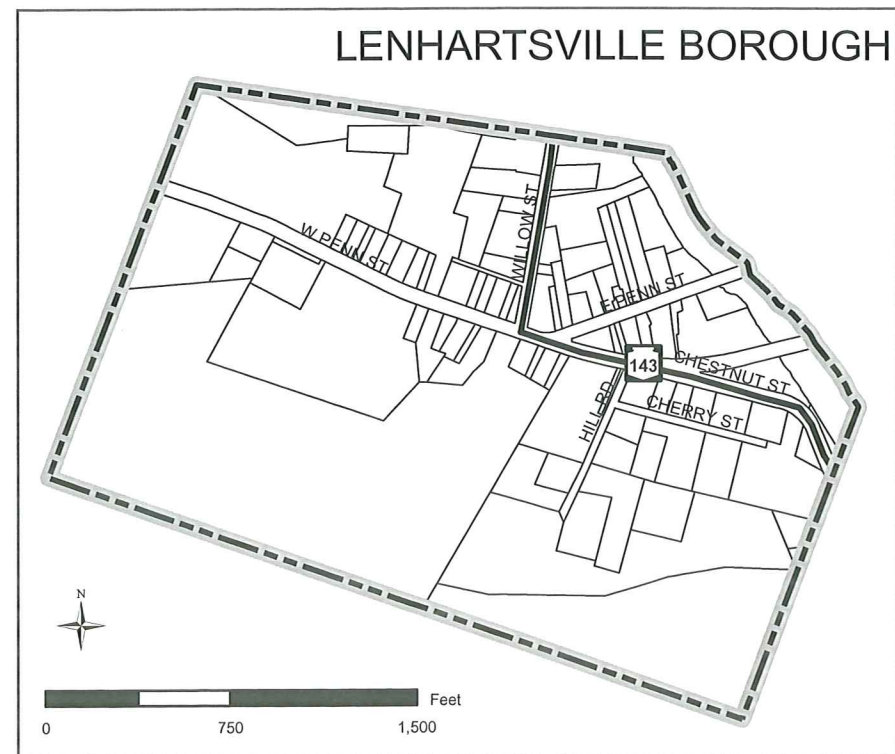 LENHARTSVILLE BOROUGH
WILLOW ST
W PENN ST
E PENN ST
143
CHESTNUT ST
HILL RD
CHERRY ST
N
Feet
0 750 1,500